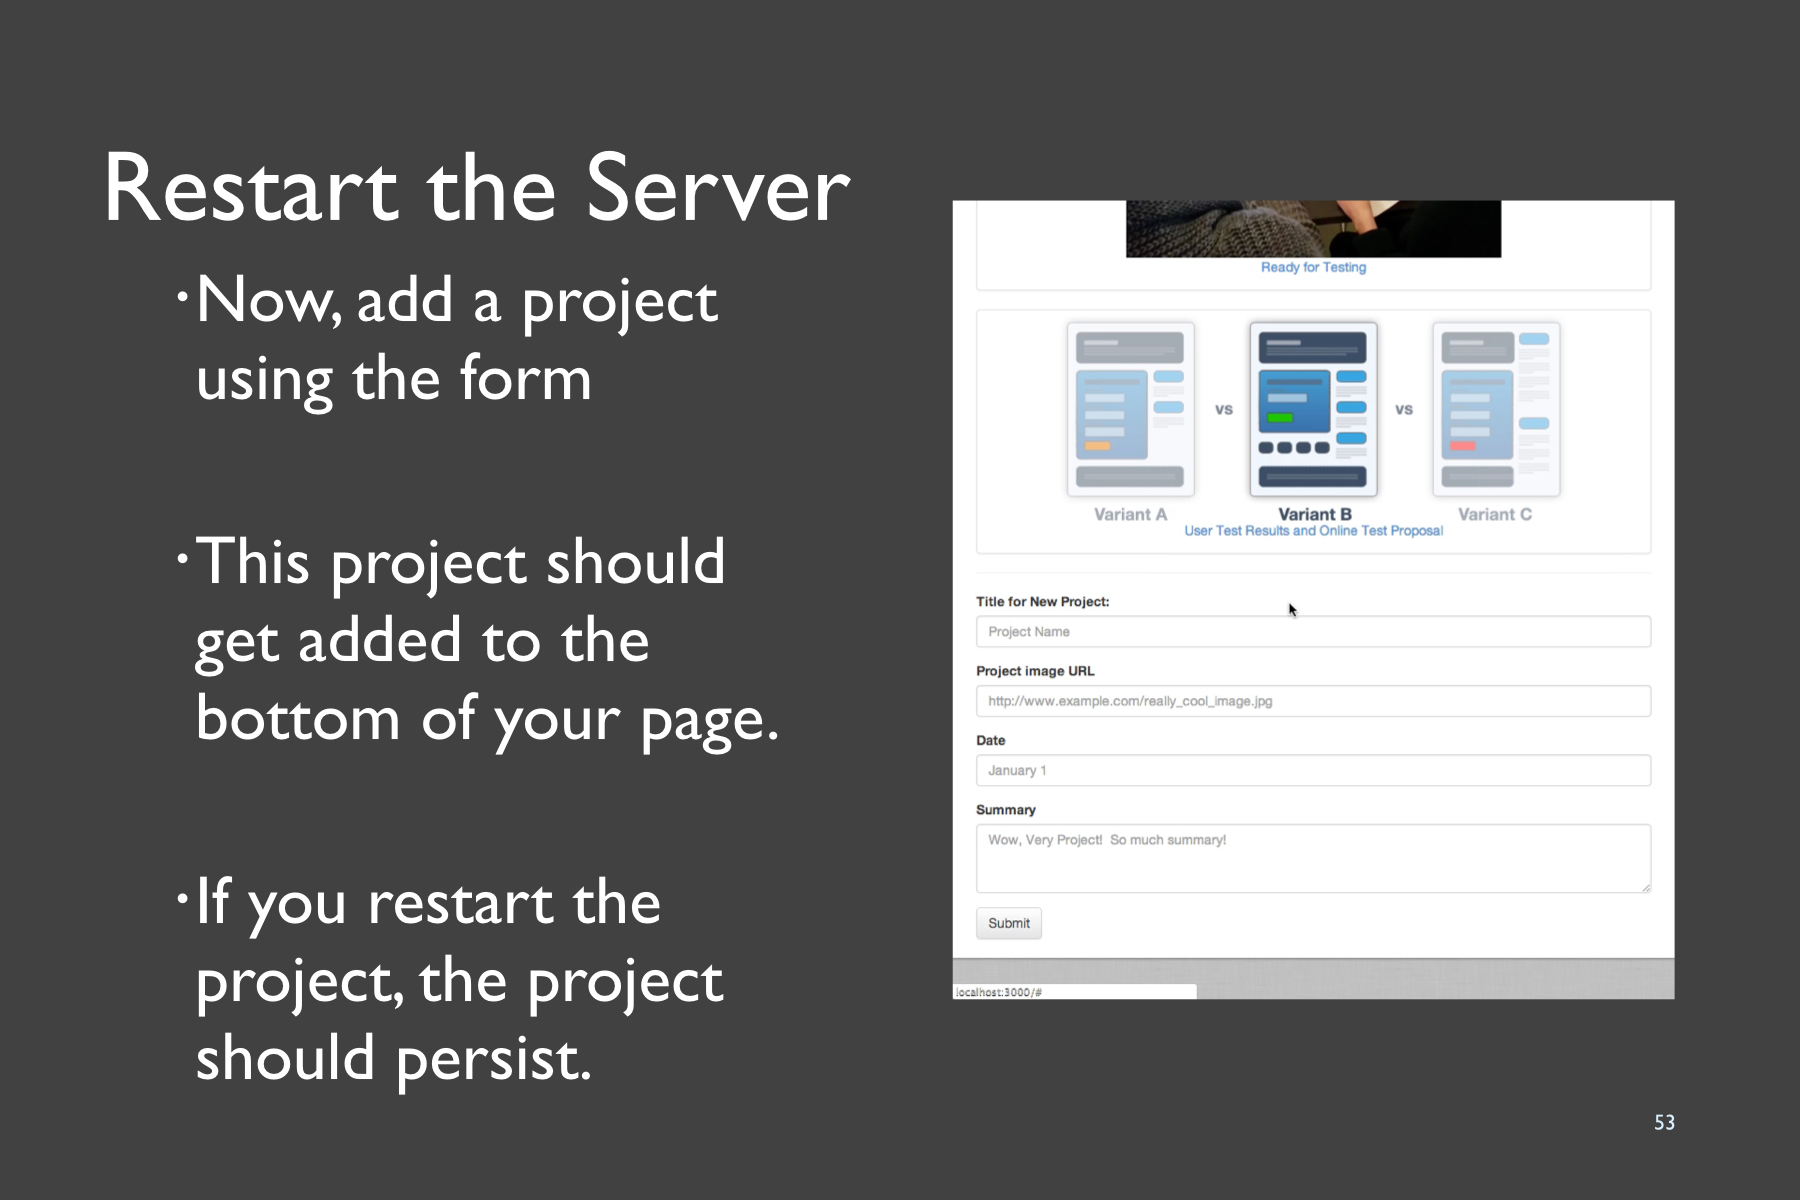 Restart the Server
·Now, add a project
using the form
·This project should
get added to the
bottom of your page.
·If you restart the
project, the project
should persist.
Ready for Testing
vs
vs
Variant A
Variant B
Variant C
User Test Results and Online Test Proposal
Title for New Project:
Project Name
Project image URL
http://www.example.com/really_cool_image.jpg
Date
January 1
Summary
Wow, Very Project!  So much summary!
Submit
localhost:3000/#
53